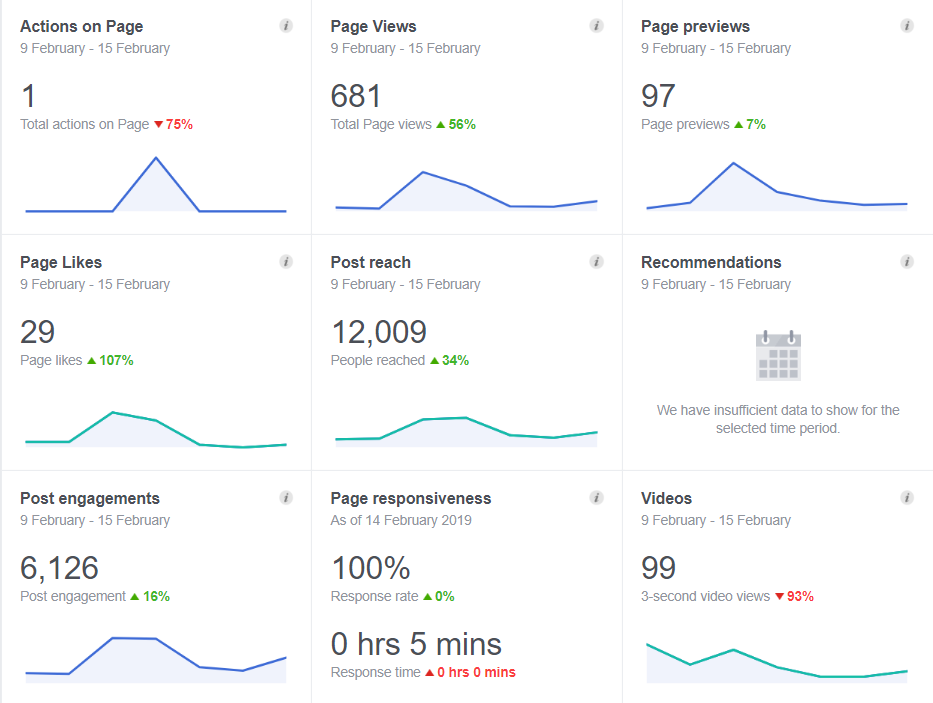 Actions on Page
9 February - 15 February
1
Total actions on Page ▼ 75%
Page Views
9 February - 15 February
681
Total Page views ▲ 56%
Page previews
9 February - 15 February
97
Page previews ▲ 7%
Page Likes
9 February - 15 February
29
Page likes ▲ 107%
Post reach
9 February - 15 February
12,009
People reached ▲ 34%
Recommendations
9 February - 15 February
We have insufficient data to show for the
selected time period.
Post engagements
9 February - 15 February
6,126
Post engagement ▲ 16%
Page responsiveness
As of 14 February 2019
100%
Response rate ▲ 0%
0 hrs 5 mins
Response time ▲ 0 hrs 0 mins
Videos
9 February - 15 February
99
3-second video views ▼ 93%